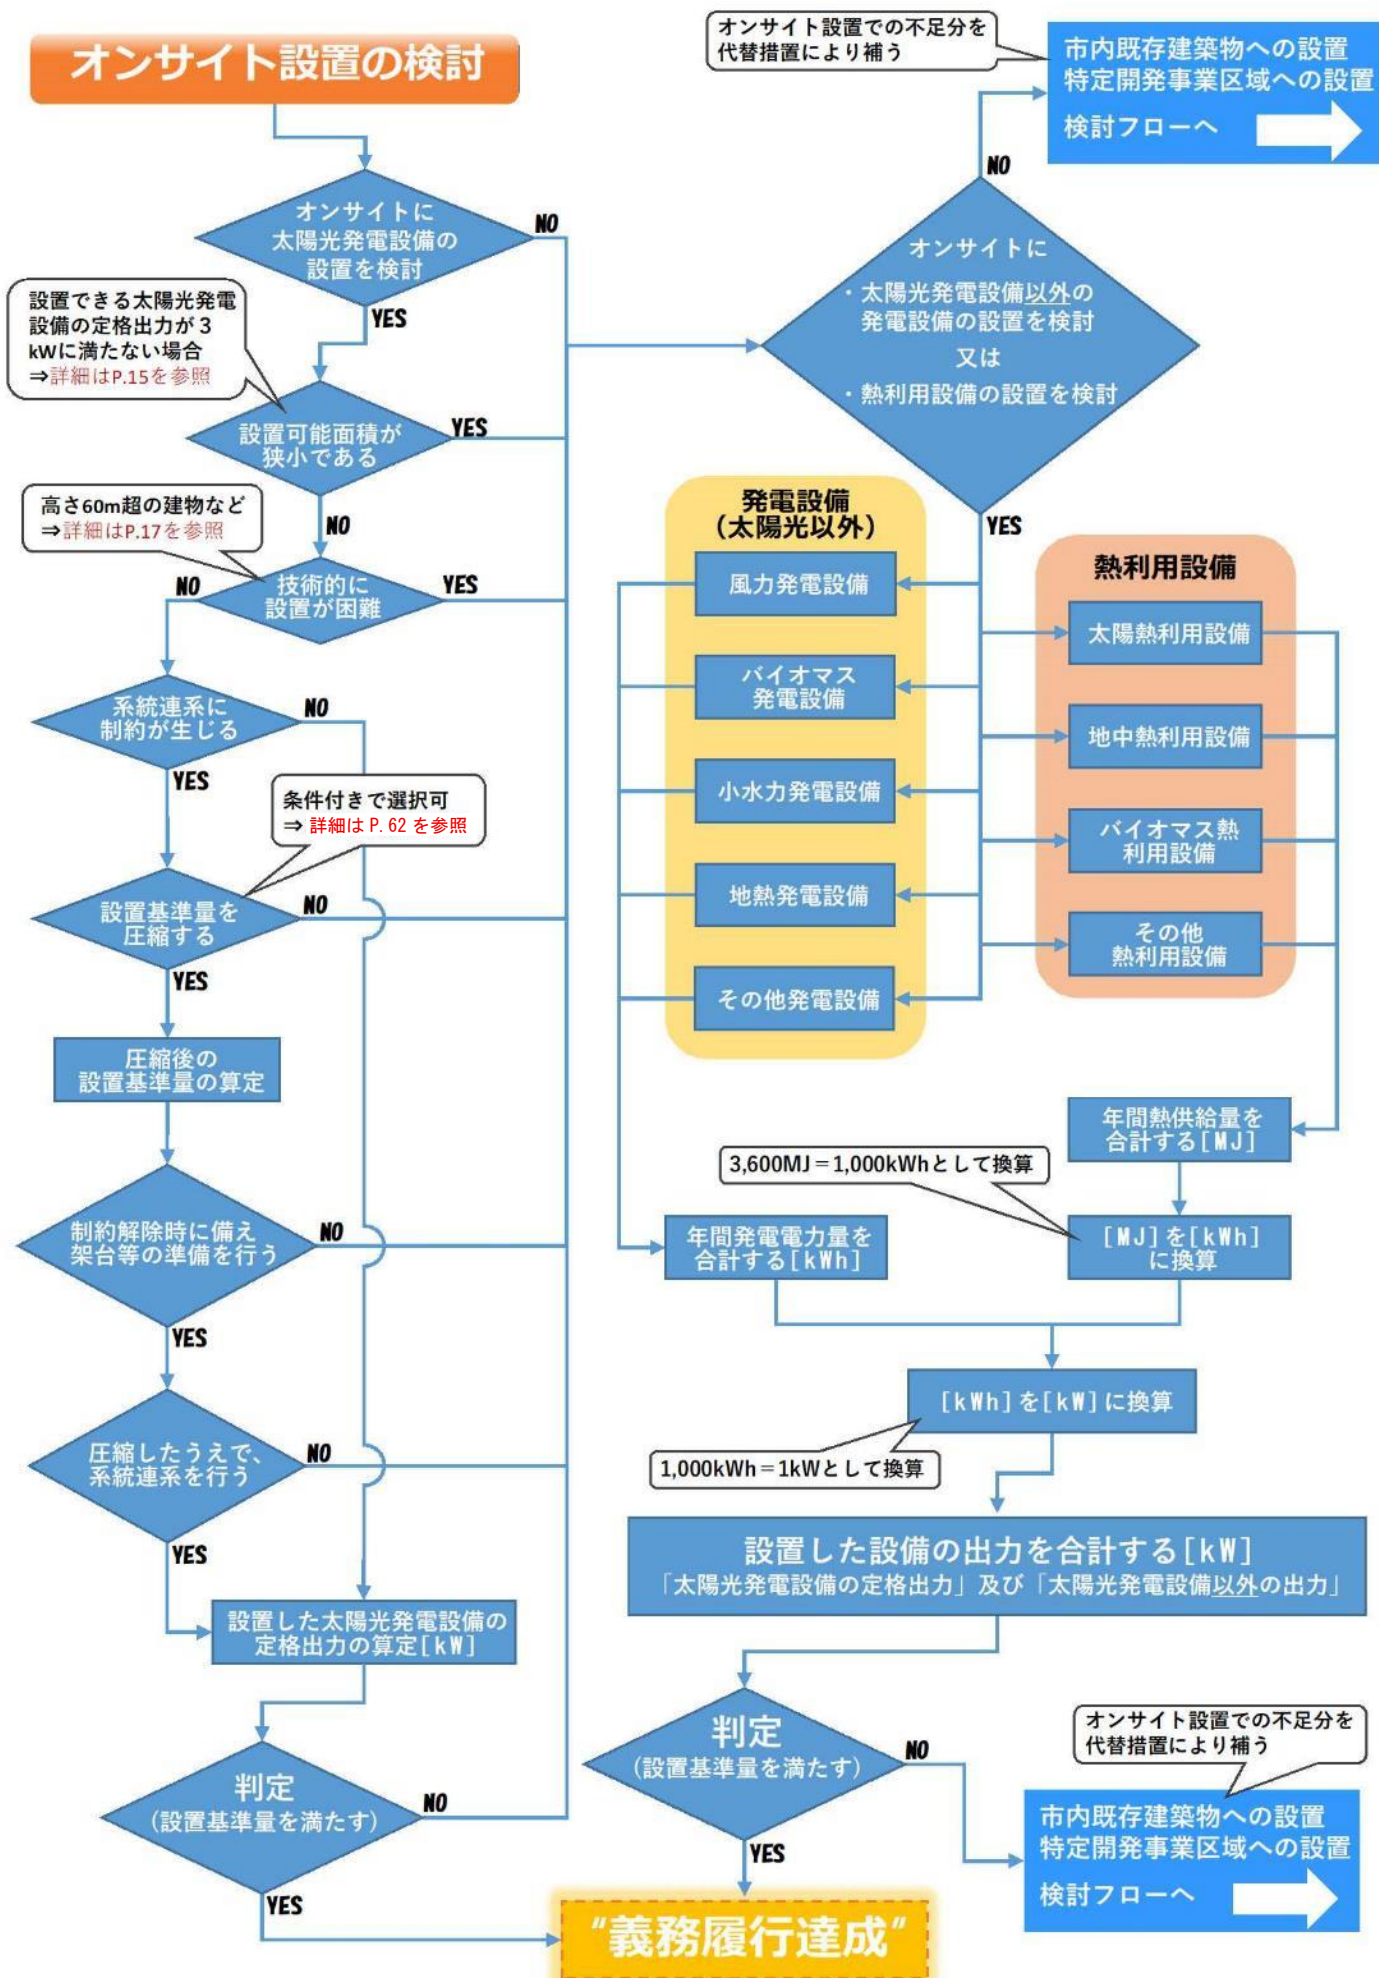 オンサイト設置の検討
オンサイトに
太陽光発電設備の
設置を検討
NO
YES
設置できる太陽光発電
設備の定格出力が３
kWに満たない場合
⇒詳細はP.15を参照
設置可能面積が
狭小である
YES
NO
高さ60m超の建物など
⇒詳細はP.17を参照
技術的に
設置が困難
NO
YES
系統連系に
制約が生じる
NO
YES
条件付きで選択可
⇒ 詳細は P. 62 を参照
設置基準量を
圧縮する
NO
YES
圧縮後の
設置基準量の算定
制約解除時に備え
架台等の準備を行う
NO
YES
圧縮したうえで、
系統連系を行う
NO
YES
設置した太陽光発電設備の
定格出力の算定[kW]
判定
(設置基準量を満たす)
NO
YES
オンサイト設置での不足分を
代替措置により補う
市内既存建築物への設置
特定開発事業区域への設置
検討フローへ
NO
オンサイトに
・太陽光発電設備以外の
発電設備の設置を検討
又は
・熱利用設備の設置を検討
YES
発電設備
（太陽光以外）
風力発電設備
バイオマス
発電設備
小水力発電設備
地熱発電設備
その他発電設備
熱利用設備
太陽熱利用設備
地中熱利用設備
バイオマス熱
利用設備
その他
熱利用設備
年間熱供給量を
合計する[MJ]
3,600MJ＝1,000kWhとして換算
[MJ]を[kWh]
に換算
年間発電電力量を
合計する[kWh]
[kWh]を[kW]に換算
1,000kWh＝1kWとして換算
設置した設備の出力を合計する[kW]
「太陽光発電設備の定格出力」及び「太陽光発電設備以外の出力」
判定
(設置基準量を満たす)
NO
YES
オンサイト設置での不足分を
代替措置により補う
市内既存建築物への設置
特定開発事業区域への設置
検討フローへ
"義務履行達成"